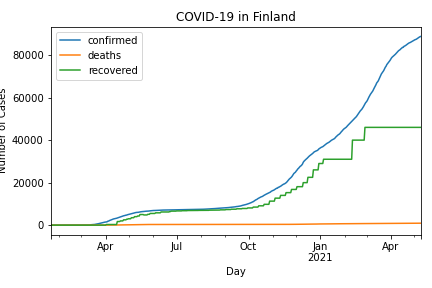 COVID-19 in Finland
confirmed
deaths
recovered
80000
60000
40000
20000
0
Number of Cases
Apr
Jul
Oct
Jan
2021
Apr
Day